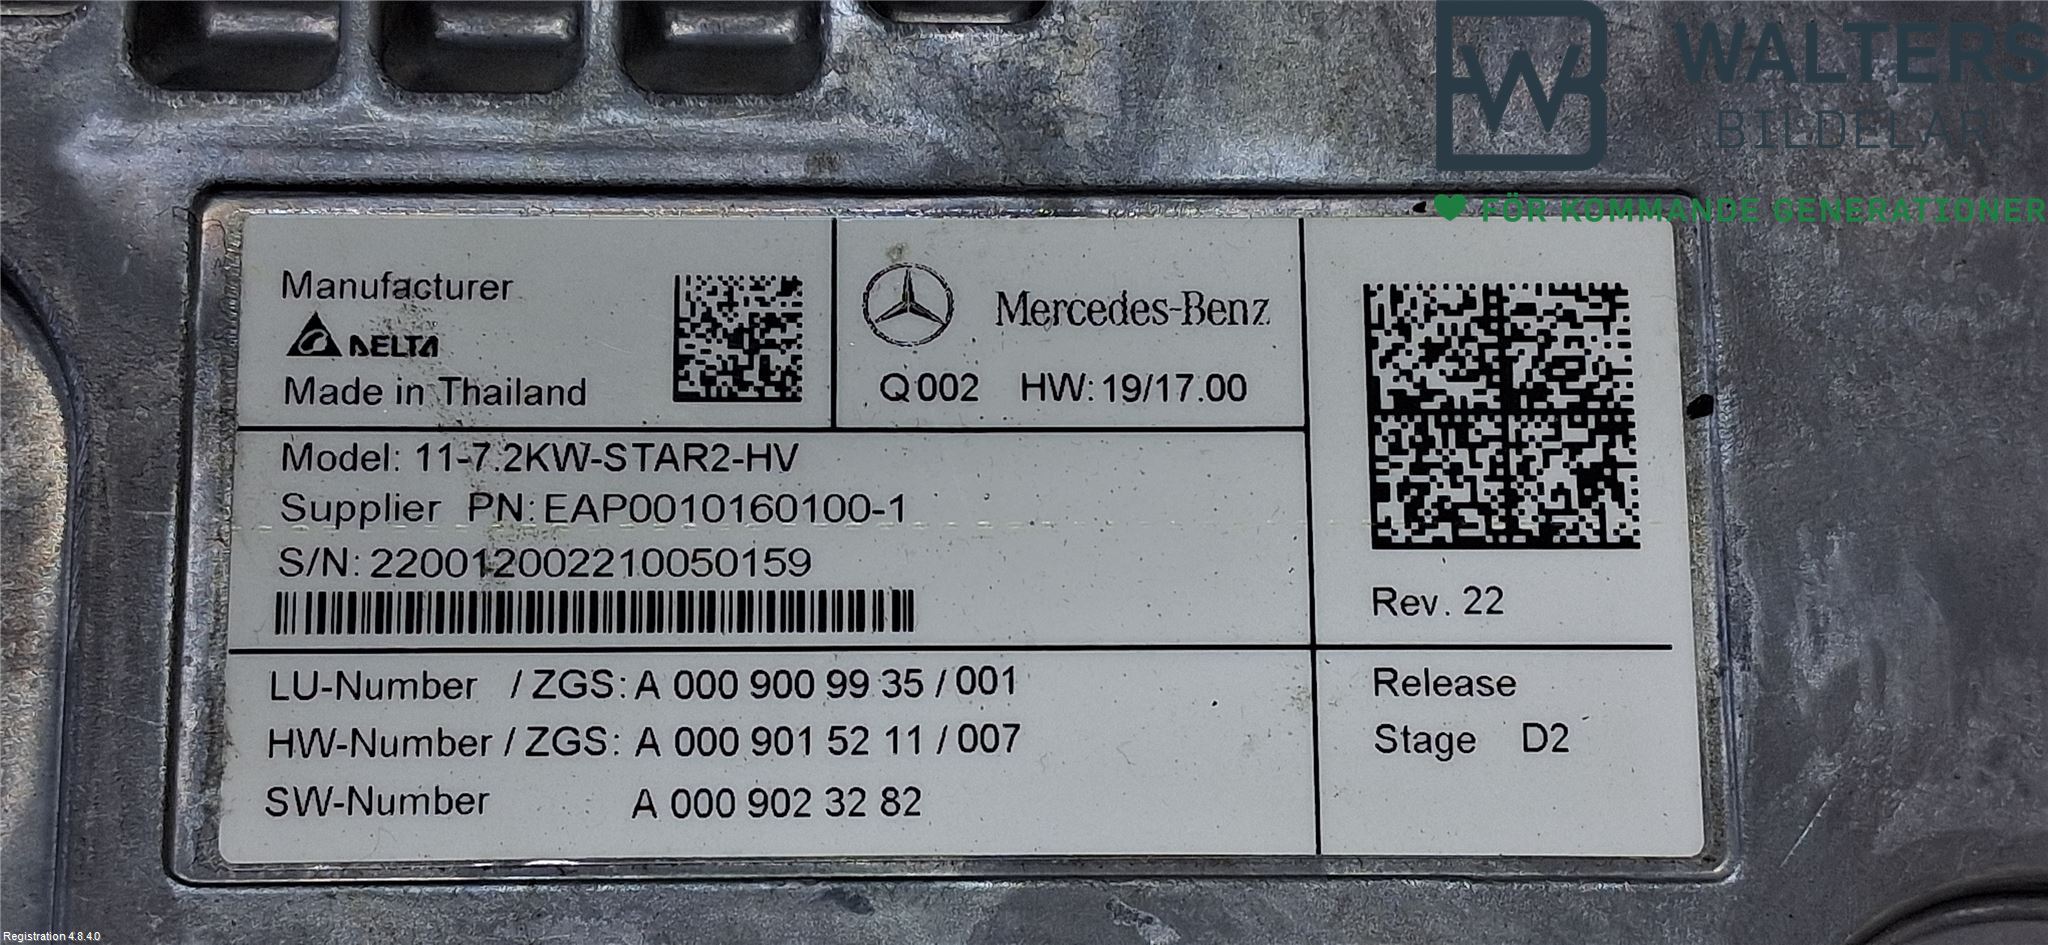 WALTERS
BILDELAR
FÖR KOMMANDE GENERATIONER
Manufacturer
DELTA
Made in Thailand
Mercedes-Benz
Q002 HW: 19/17.00
Model: 11-7.2KW-STAR2-HV
Supplier PN: EAP0010160100-1
S/N: 220012002210050159
Rev. 22
LU-Number / ZGS: A 000 900 99 35 / 001
HW-Number / ZGS: A 000 901 52 11 / 007
SW-Number A 000 902 32 82
Release
Stage D2
Registration 4.8.4.0